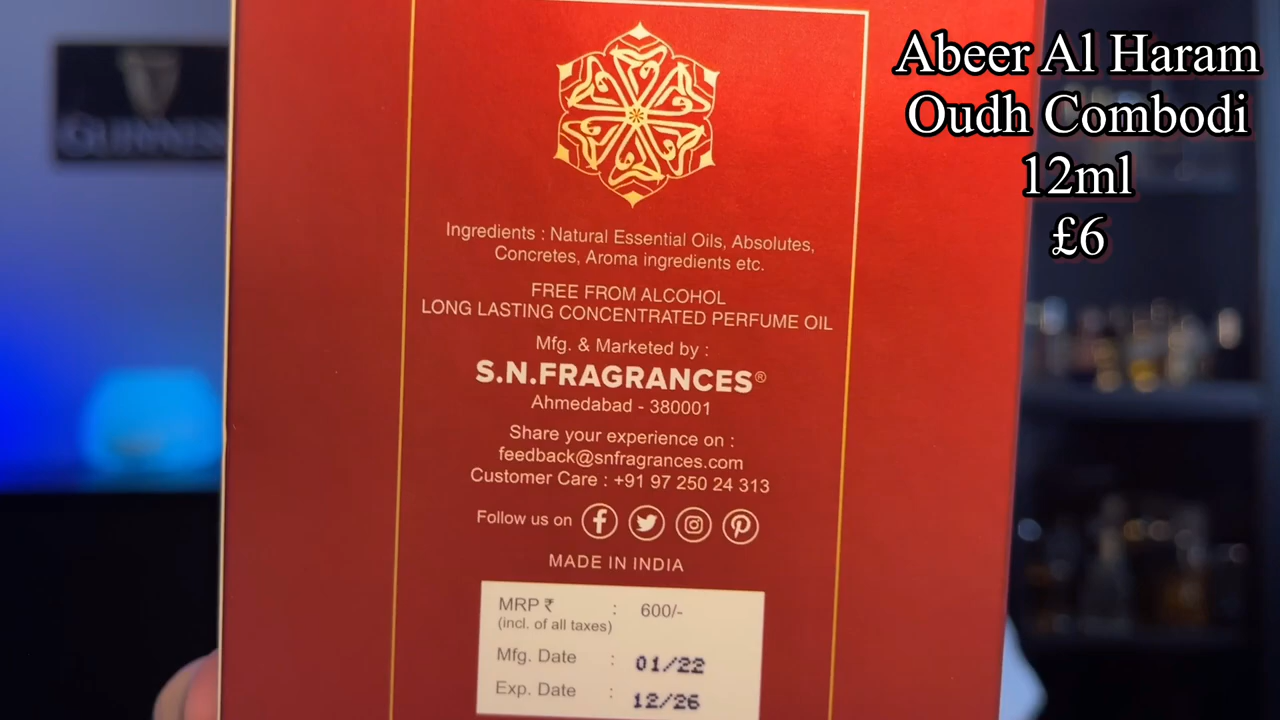 GUINNESS
Abeer Al Haram
Oudh Combodi
12ml
£6
Ingredients : Natural Essential Oils, Absolutes,
Concretes, Aroma ingredients etc.
FREE FROM ALCOHOL
LONG LASTING CONCENTRATED PERFUME OIL
Mfg. & Marketed by :
S.N.FRAGRANCES®
Ahmedabad - 380001
Share your experience on :
feedback@snfragrances.com
Customer Care : +91 97 250 24 313
Follow us on
MADE IN INDIA
MRP ₹ : 600/-
(incl. of all taxes)
Mfg. Date : 01/22
Exp. Date : 12/26